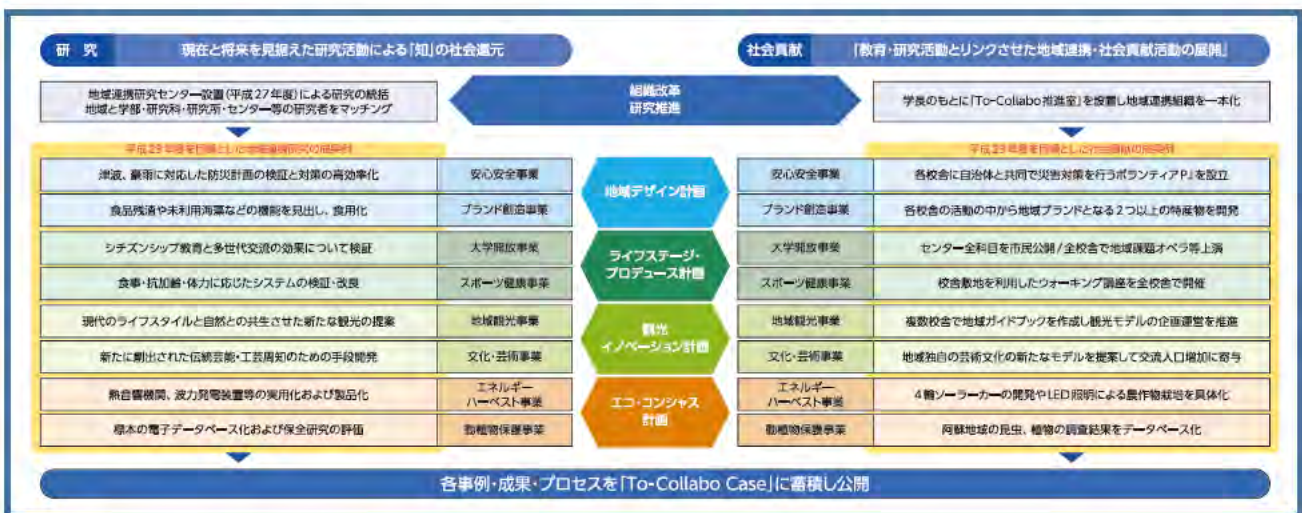 研究 現在と将来を見据えた研究活動による「知」の社会還元
地域連携研究センター設置(平成27年度)による研究の統括
地域と学部・研究科・研究所・センター等の研究者をマッチング
組織改革
研究推進
社会貢献 「教育・研究活動とリンクさせた地域連携・社会貢献活動の展開」
学長のもとに「To-Collabo推進室」を設置し地域連携組織を一本化
津波、豪雨に対応した防災計画の検証と対策の高効率化
安心安全事業
食品残渣や未利用海藻などの機能を見出し、食用化
ブランド創造事業
シチズンシップ教育と多世代交流の効果について検証
大学開放事業
食事・抗加齢・体力に応じたシステムの検証・改良
スポーツ健康事業
現代のライフスタイルと自然との共生させた新たな観光の提案
地域観光事業
新たに創出された伝統芸能・工芸周知のための手段開発
文化・芸術事業
熱音響機関、波力発電装置等の実用化および製品化
エネルギー
ハーベスト事業
標本の電子データベース化および保全研究の評価
動植物保護事業
地域デザイン計画
ライフステージ・
プロデュース計画
観光
イノベーション計画
エコ・コンシャス
計画
安心安全事業
各校舎に自治体と共同で災害対策を行うボランティアP」を設立
ブランド創造事業
各校舎の活動の中から地域ブランドとなる2つ以上の特産物を開発
大学開放事業
センター全科目を市民公開/全校舎で地域課題オペラ等上演
スポーツ健康事業
校舎敷地を利用したウォーキング講座を全校舎で開催
地域観光事業
複数校舎で地域ガイドブックを作成し観光モデルの企画運営を推進
文化・芸術事業
地域独自の芸術文化の新たなモデルを提案して交流人口増加に寄与
エネルギー
ハーベスト事業
4輪ソーラーカーの開発やLED照明による農作物栽培を具体化
動植物保護事業
阿蘇地域の昆虫、植物の調査結果をデータベース化
各事例・成果・プロセスを「To-Collabo Case」に蓄積し公開